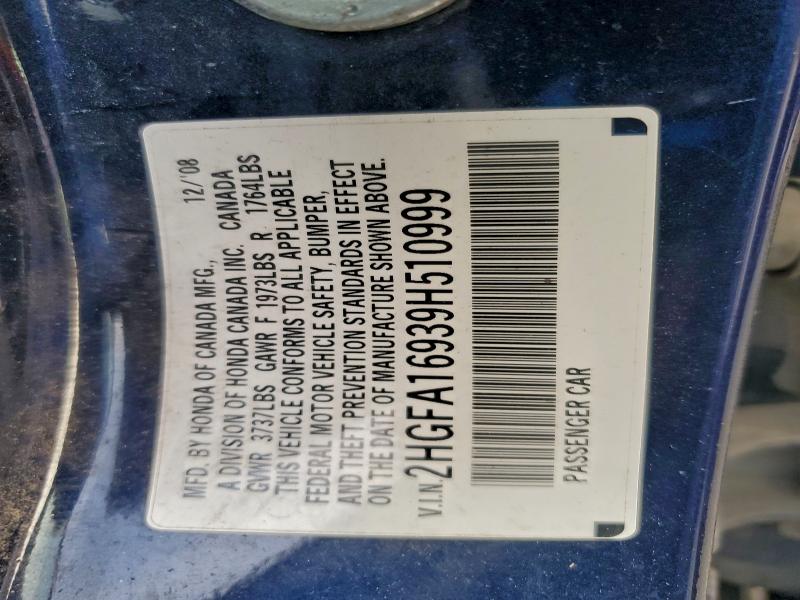 MFD. BY HONDA OF CANADA MFG., 12/'08
A DIVISION OF HONDA CANADA INC. CANADA
GVWR 3737LBS GAWR F 1973LBS R 1764LBS
THIS VEHICLE CONFORMS TO ALL APPLICABLE
FEDERAL MOTOR VEHICLE SAFETY, BUMPER,
AND THEFT PREVENTION STANDARDS IN EFFECT
ON THE DATE OF MANUFACTURE SHOWN ABOVE.
V.I.N. 2HGFA16939H510999
PASSENGER CAR